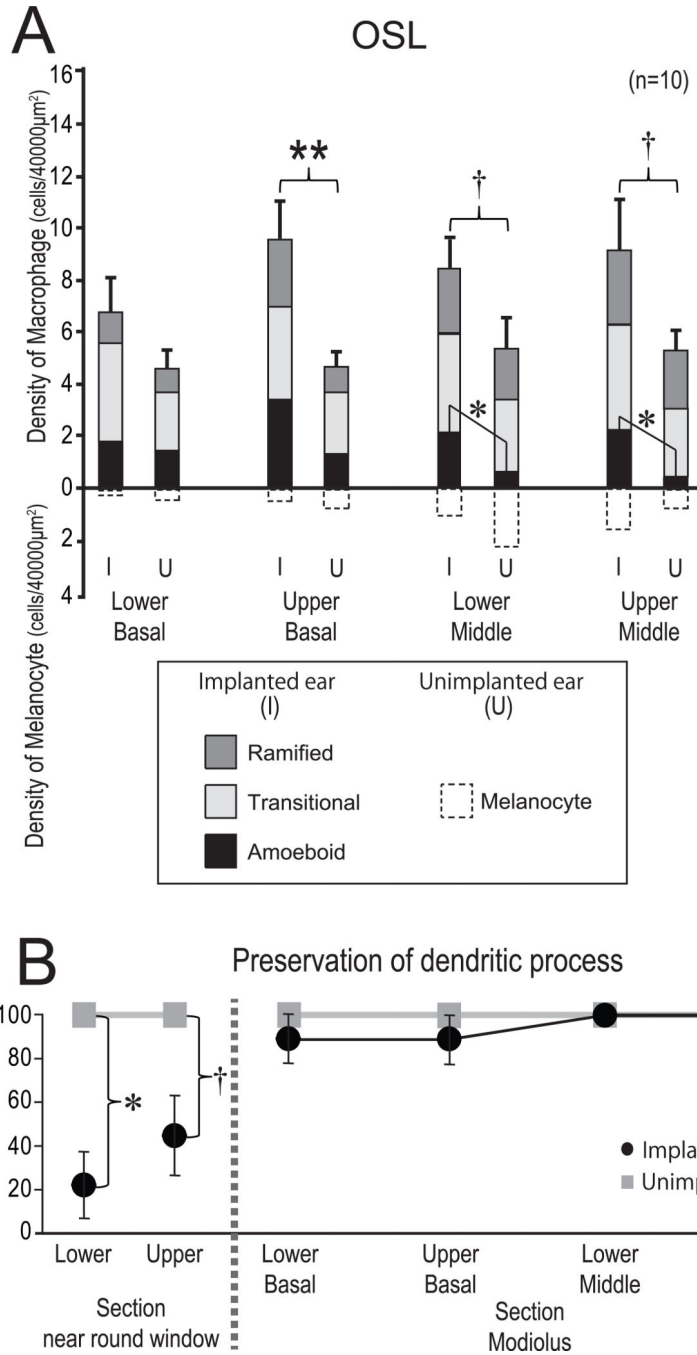 A
OSL
(n=10)
Density of Macrophage (cells/40000μm²)
16
14
12
10
8
6
4
2
0
2
4
Density of Melanocyte (cells/40000μm²)
**
†
†
*
*
I U I U I U I U
Lower Basal
Upper Basal
Lower Middle
Upper Middle
Implanted ear (I)
Unimplanted ear (U)
Ramified
Transitional
Amoeboid
Melanocyte
B
Preservation of dendritic process
100
80
60
40
20
0
*
†
Lower
Upper
Section
near round window
Lower Basal
Upper Basal
Lower Middle
Section
Modiolus
Impla
Unimp